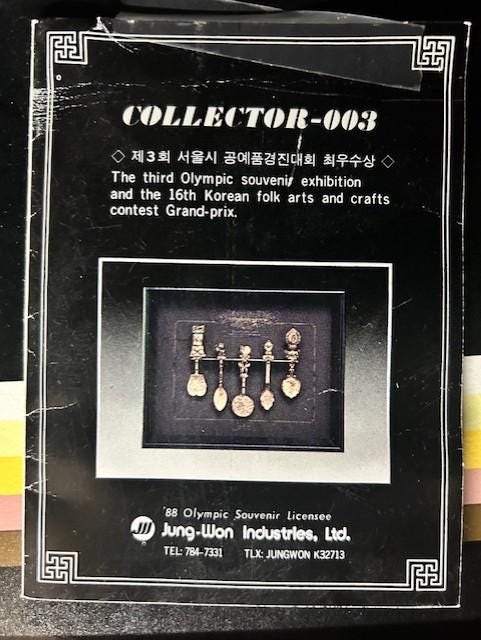 COLLECTOR-003
◇ 제3회 서울시 공예품경진대회 최우수상 ◇
The third Olympic souvenir exhibition
and the 16th Korean folk arts and crafts
contest Grand-prix.
'88 Olympic Souvenir Licensee
Jung-Won Industries, Ltd.
TEL: 784-7331 TLX: JUNGWON K32713